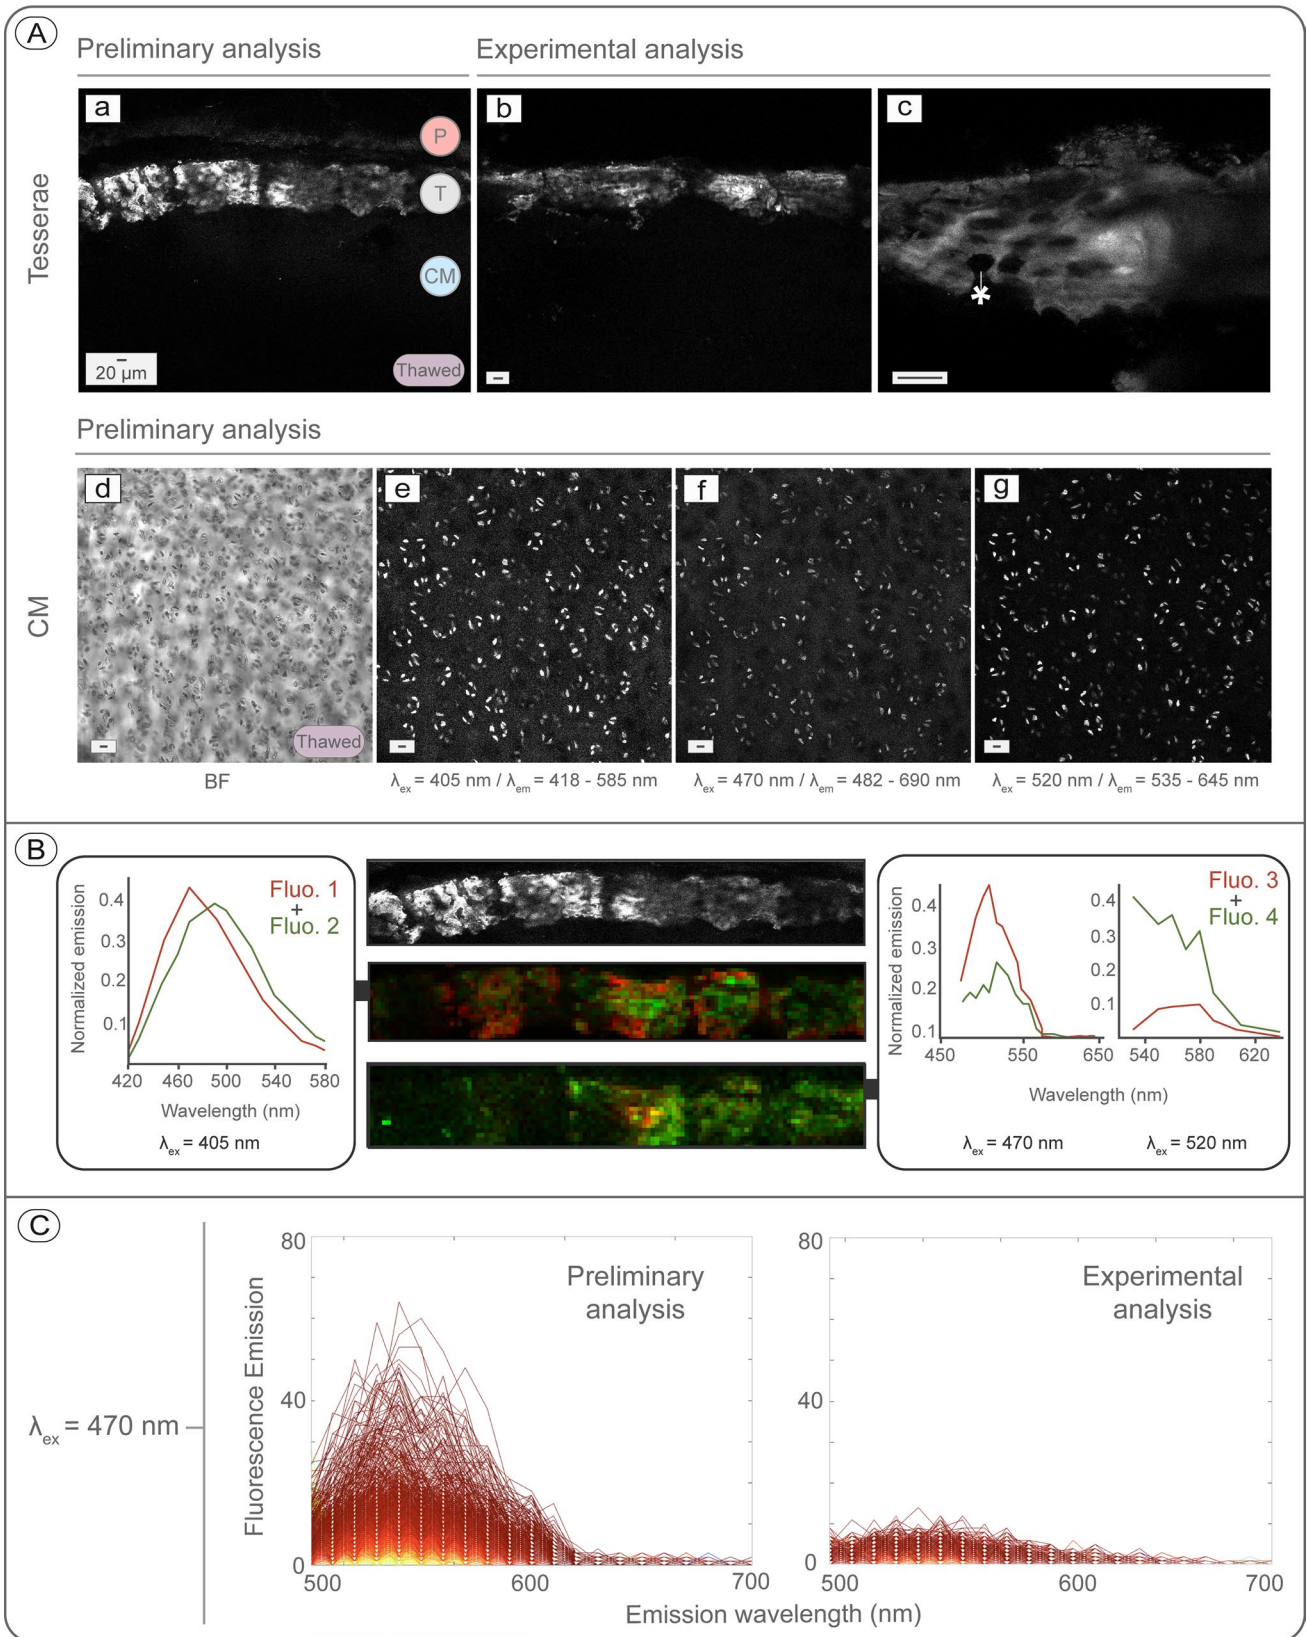 A
Preliminary analysis
Experimental analysis
Tesserae
a
P
T
CM
20 µm
Thawed
b
c
*
Preliminary analysis
CM
d
Thawed
e
f
g
BF
λex = 405 nm / λem = 418 - 585 nm
λex = 470 nm / λem = 482 - 690 nm
λex = 520 nm / λem = 535 - 645 nm
B
Normalized emission
0.4
0.3
0.2
0.1
420 460 500 540 580
Wavelength (nm)
λex = 405 nm
Fluo. 1
+
Fluo. 2
Normalized emission
0.4
0.3
0.2
0.1
450 550 650
0.4
0.3
0.2
0.1
540 580 620
Fluo. 3
+
Fluo. 4
Wavelength (nm)
λex = 470 nm
λex = 520 nm
C
λex = 470 nm
Fluorescence Emission
80
40
0
500 600 700
Preliminary
analysis
80
40
0
500 600 700
Experimental
analysis
Emission wavelength (nm)